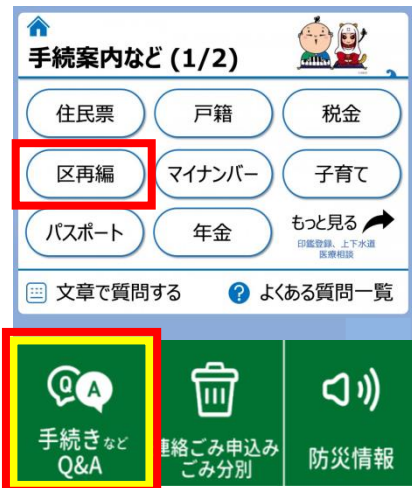 手続案内など (1/2)
住民票
戸籍
税金
区再編
マイナンバー
子育て
パスポート
年金
もっと見る
印鑑登録、上下水道
医療相談
文章で質問する
? よくある質問一覧
Q A
手続きなど
Q&A
連絡ごみ申込み
ごみ分別
防災情報